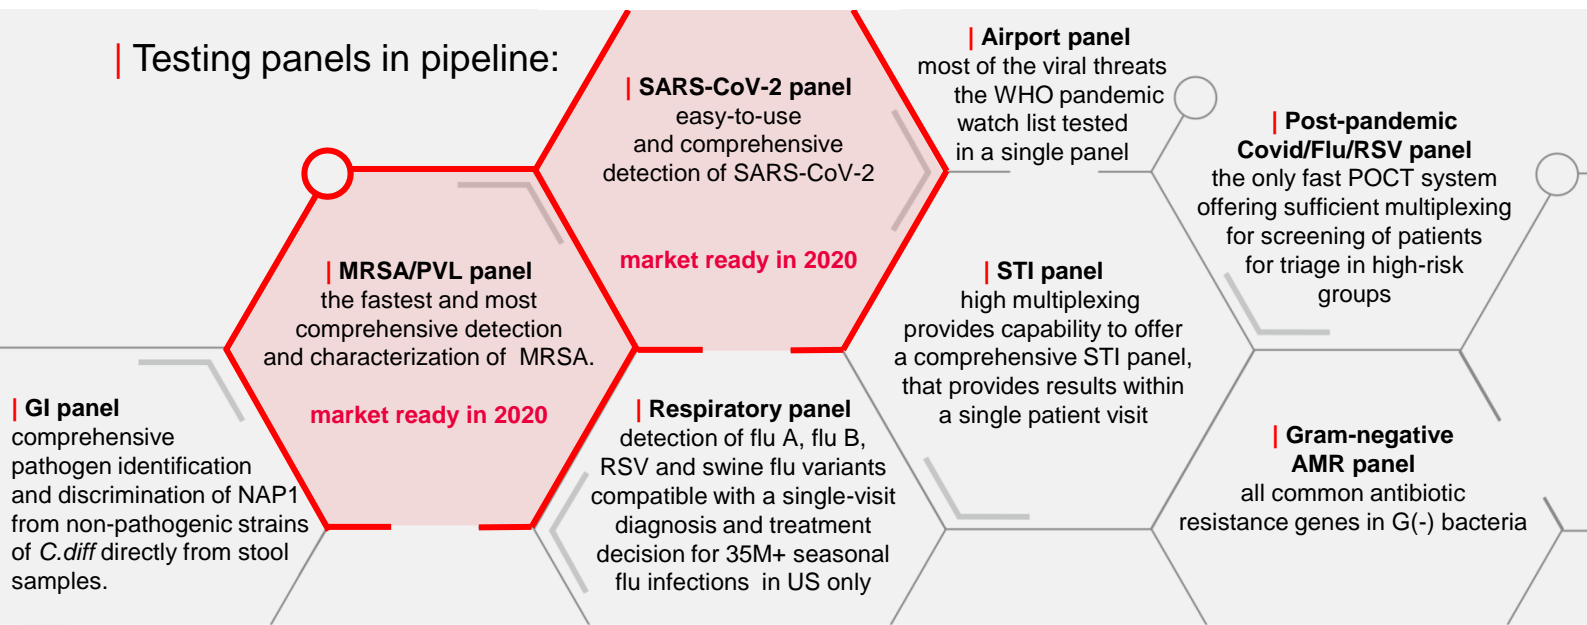 | Testing panels in pipeline:
| SARS-CoV-2 panel
easy-to-use
and comprehensive
detection of SARS-CoV-2
market ready in 2020
| Airport panel
most of the viral threats
the WHO pandemic
watch list tested
in a single panel
| Post-pandemic
Covid/Flu/RSV panel
the only fast POCT system
offering sufficient multiplexing
for screening of patients
for triage in high-risk
groups
| MRSA/PVL panel
the fastest and most
comprehensive detection
and characterization of MRSA.
market ready in 2020
| STI panel
high multiplexing
provides capability to offer
a comprehensive STI panel,
that provides results within
a single patient visit
| GI panel
comprehensive
pathogen identification
and discrimination of NAP1
from non-pathogenic strains
of C.diff directly from stool
samples.
| Respiratory panel
detection of flu A, flu B,
RSV and swine flu variants
compatible with a single-visit
diagnosis and treatment
decision for 35M+ seasonal
flu infections in US only
| Gram-negative
AMR panel
all common antibiotic
resistance genes in G(-) bacteria